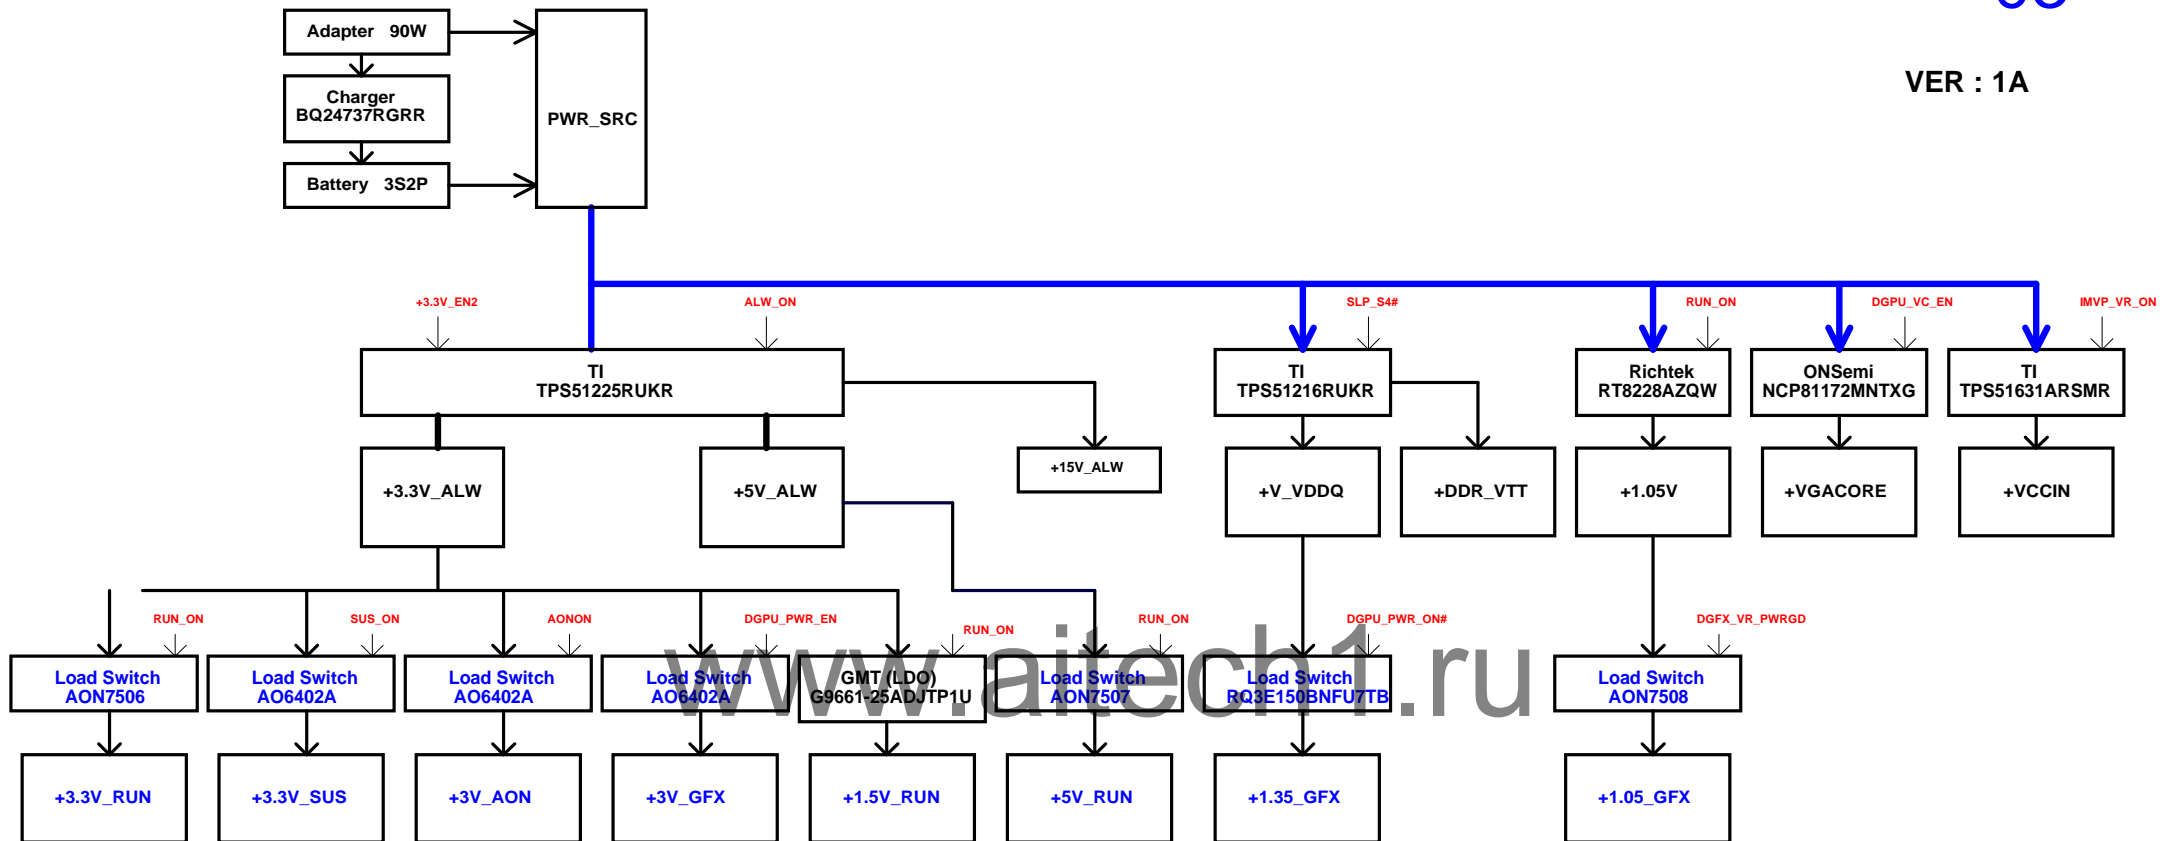 Adapter 90W
VER : 1A
Charger
BQ24737RGRR
PWR_SRC
Battery 3S2P
+3.3V_EN2
ALW_ON
SLP_S4#
RUN_ON
DGPU_VC_EN
IMVP_VR_ON
TI
TPS51225RUKR
TI
TPS51216RUKR
Richtek
RT8228AZQW
ONSemi
NCP81172MNTXG
TI
TPS51631ARSMR
+3.3V_ALW
+5V_ALW
+15V_ALW
+V_VDDQ
+DDR_VTT
+1.05V
+VGACORE
+VCCIN
RUN_ON
SUS_ON
AONON
DGPU_PWR_EN
RUN_ON
RUN_ON
DGPU_PWR_ON#
DGFX_VR_PWRGD
Load Switch
AON7506
Load Switch
AO6402A
Load Switch
AO6402A
Load Switch
AO6402A
GMT (LDO)
G9661-25ADJTP1U
Load Switch
AON7507
Load Switch
RQ3E150BNFU7TB
Load Switch
AON7508
www.aitech1.ru
+3.3V_RUN
+3.3V_SUS
+3V_AON
+3V_GFX
+1.5V_RUN
+5V_RUN
+1.35_GFX
+1.05_GFX